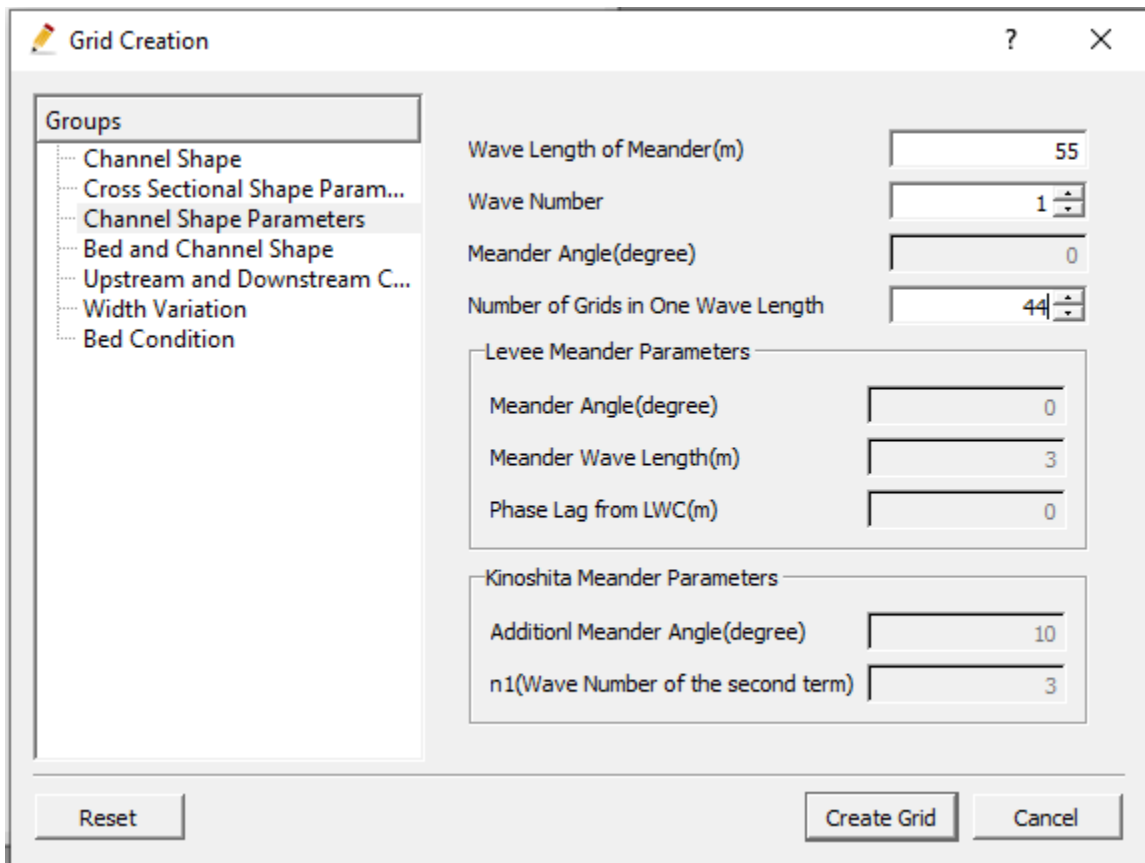 Grid Creation
?
Groups
Channel Shape
Cross Sectional Shape Param...
Channel Shape Parameters
Bed and Channel Shape
Upstream and Downstream C...
Width Variation
Bed Condition
Wave Length of Meander(m) 55
Wave Number 1
Meander Angle(degree) 0
Number of Grids in One Wave Length 44
Levee Meander Parameters
Meander Angle(degree) 0
Meander Wave Length(m) 3
Phase Lag from LWC(m) 0
Kinoshita Meander Parameters
Additionl Meander Angle(degree) 10
n1(Wave Number of the second term) 3
Reset
Create Grid
Cancel